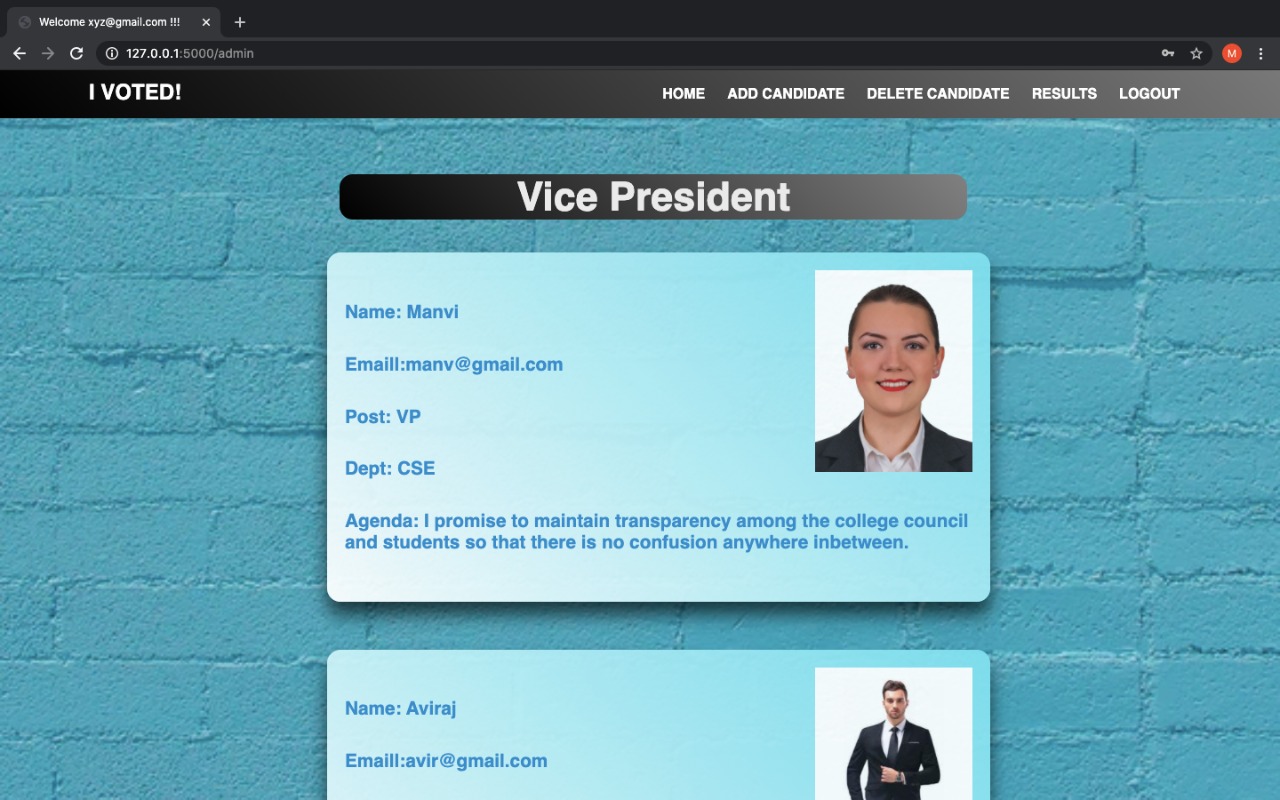 Welcome xyz@gmail.com !!!
127.0.0.1:5000/admin
M
I VOTED!
HOME ADD CANDIDATE DELETE CANDIDATE RESULTS LOGOUT
Vice President
Name: Manvi
Emaill:manv@gmail.com
Post: VP
Dept: CSE
Agenda: I promise to maintain transparency among the college council
and students so that there is no confusion anywhere inbetween.
Name: Aviraj
Emaill:avir@gmail.com